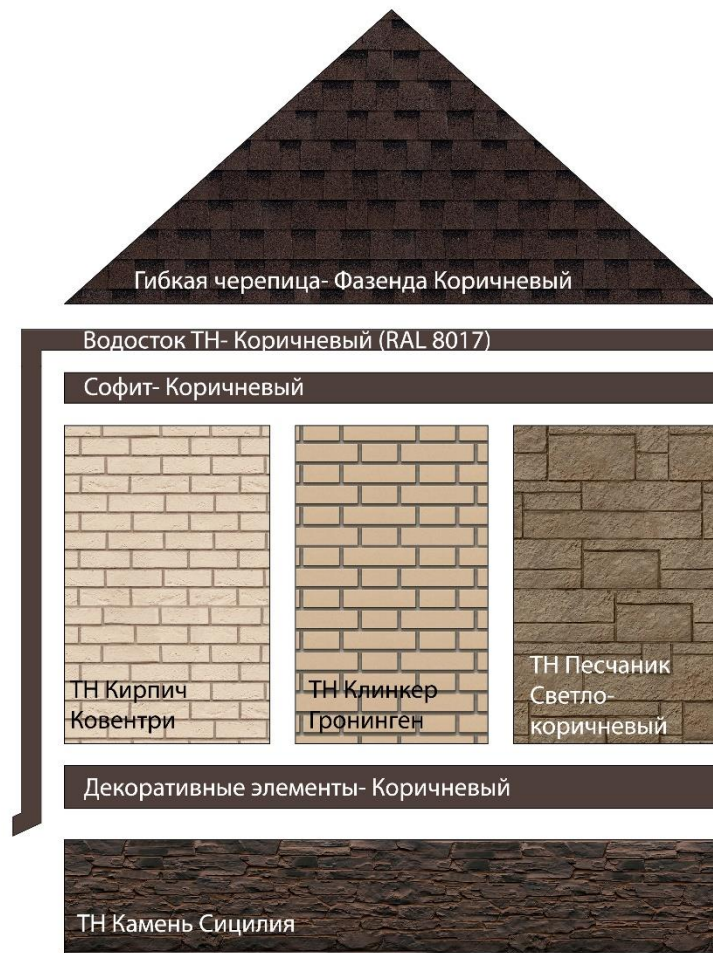 Гибкая черепица- Фазенда Коричневый
Водосток ТН- Коричневый (RAL 8017)
Софит- Коричневый
ТН Кирпич
Ковентри
ТН Клинкер
Гронинген
ТН Песчаник
Светло-
коричневый
Декоративные элементы- Коричневый
ТН Камень Сицилия